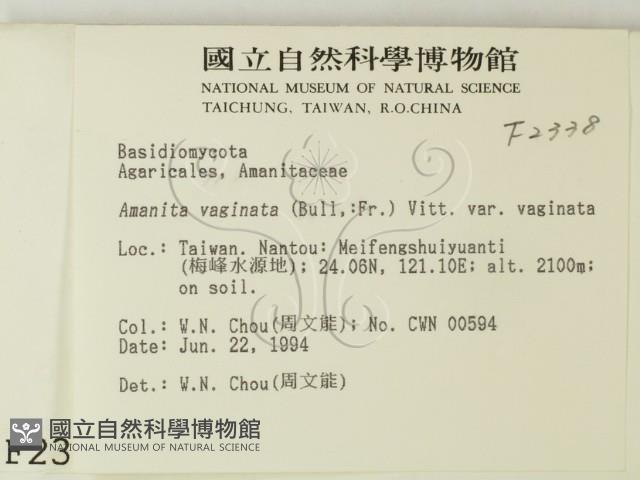 國立自然科學博物館
NATIONAL MUSEUM OF NATURAL SCIENCE
TAICHUNG, TAIWAN, R.O.CHINA
F2338
Basidiomycota
Agaricales, Amanitaceae
Amanita vaginata (Bull,:Fr.) Vitt. var. vaginata
Loc.: Taiwan. Nantou: Meifengshuiyuanti
(梅峰水源地); 24.06N, 121.10E; alt. 2100m;
on soil.
Col.: W.N. Chou(周文能); No. CWN 00594
Date: Jun. 22, 1994
Det.: W.N. Chou(周文能)
國立自然科學博物館
NATIONAL MUSEUM OF NATURAL SCIENCE
F23